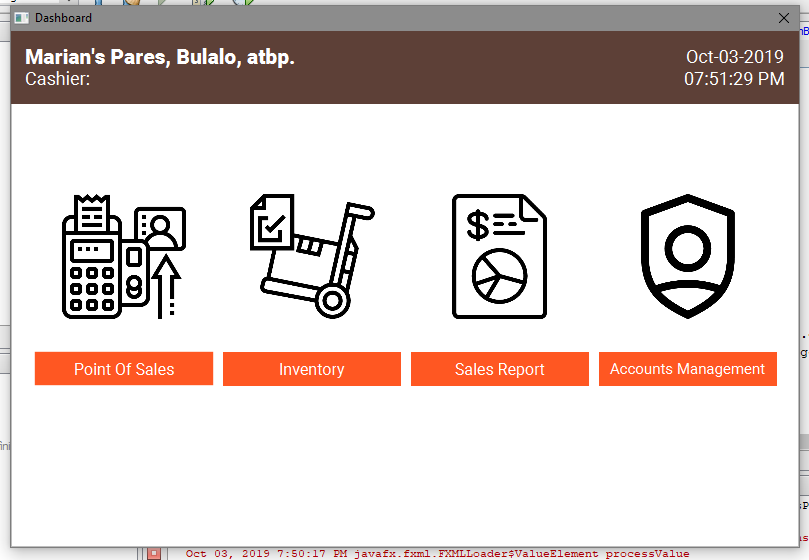 Dashboard
Marian's Pares, Bulalo, atbp.
Oct-03-2019
Cashier:
07:51:29 PM
$
Point Of Sales
Inventory
Sales Report
Accounts Management
Oct 03, 2019 7:50:17 PM javafx.fxml.FXMLLoader$ValueElement processValue